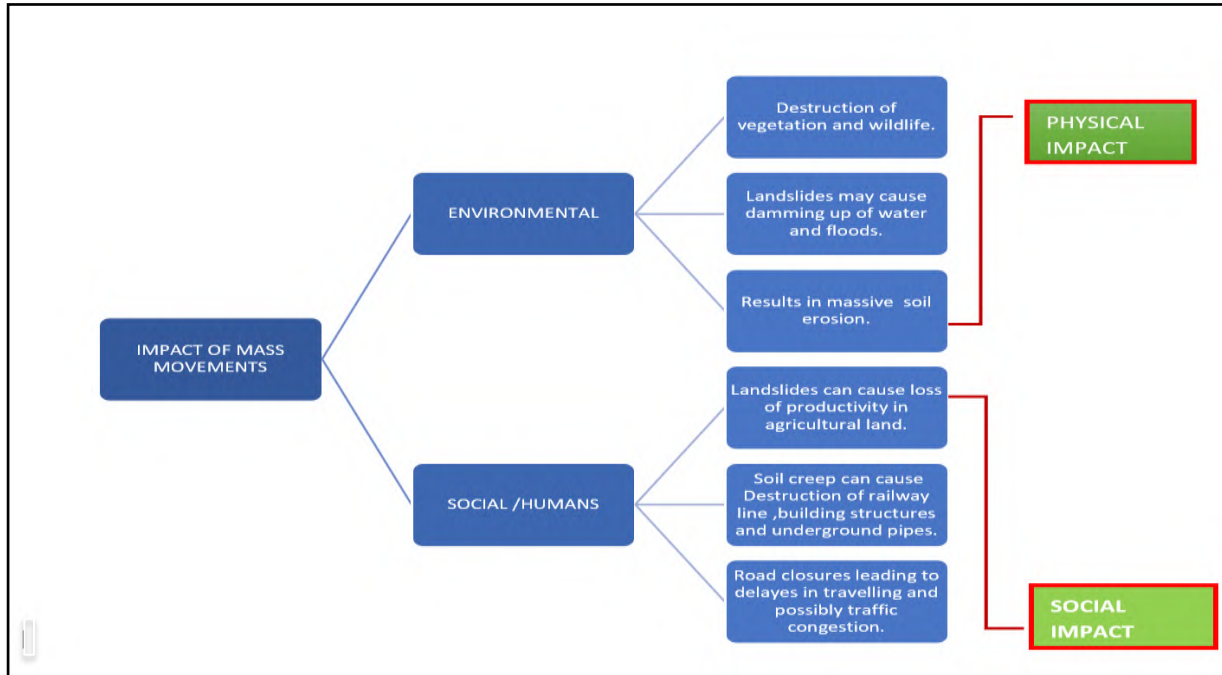 IMPACT OF MASS
MOVEMENTS
ENVIRONMENTAL
Destruction of
vegetation and wildlife.
Landslides may cause
damming up of water
and floods.
Results in massive soil
erosion.
PHYSICAL
IMPACT
SOCIAL /HUMANS
Landslides can cause loss
of productivity in
agricultural land.
Soil creep can cause
Destruction of railway
line ,building structures
and underground pipes.
Road closures leading to
delayes in travelling and
possibly traffic
congestion.
SOCIAL
IMPACT